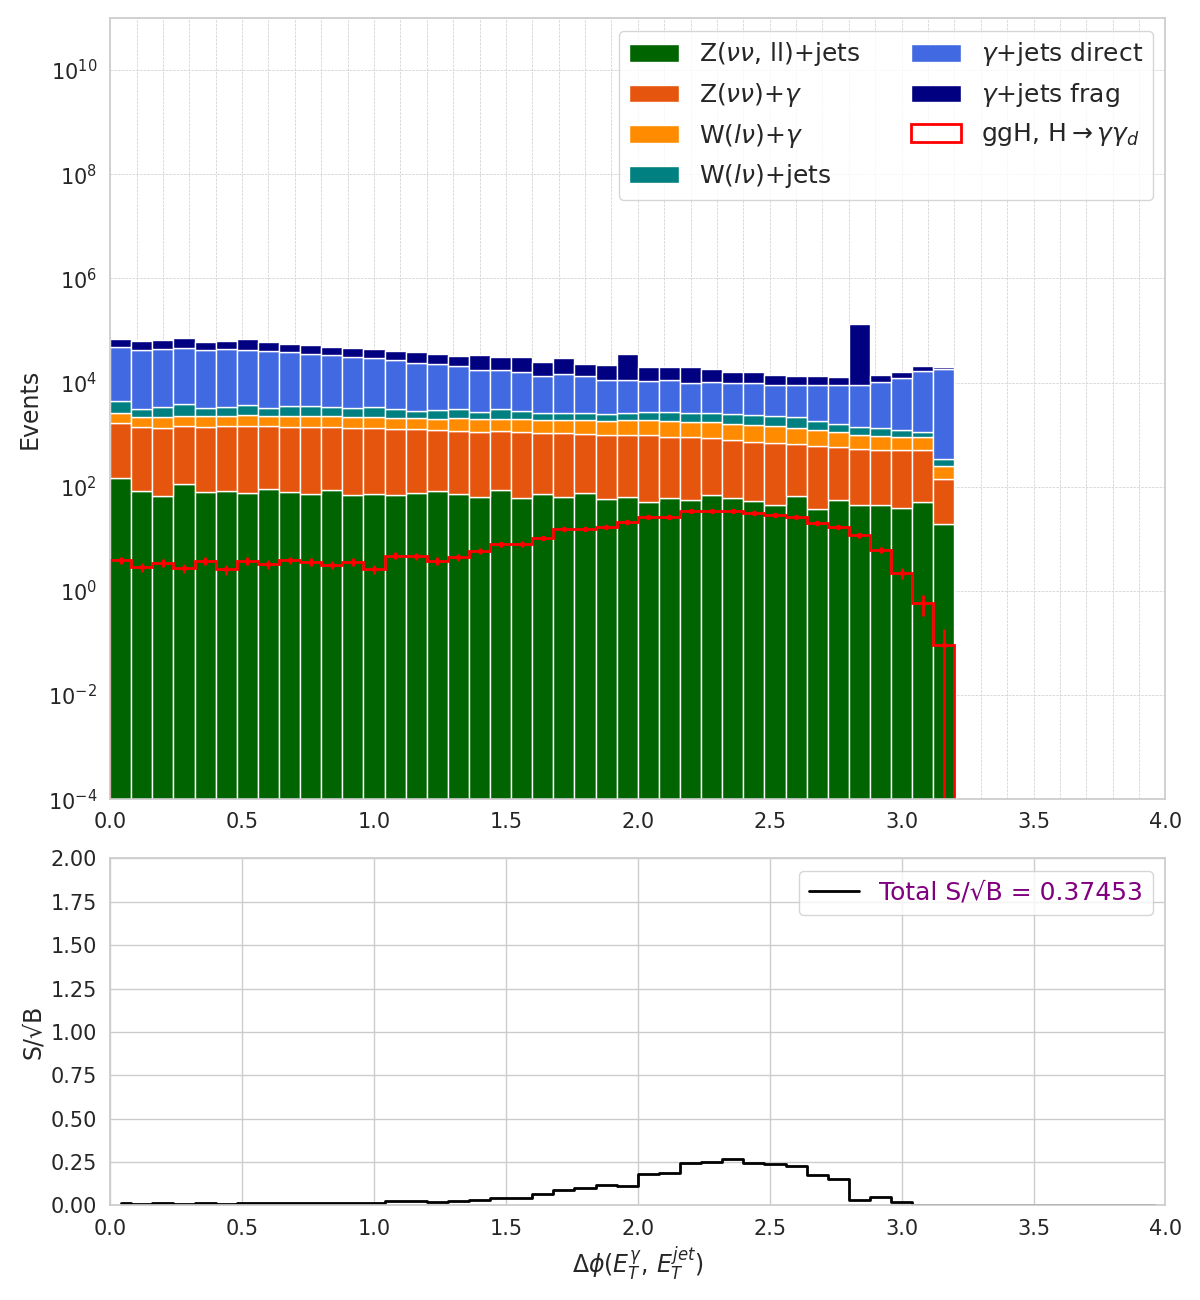 Z(νν, ll)+jets
Z(νν)+γ
W(lν)+γ
W(lν)+jets
γ+jets direct
γ+jets frag
ggH, H→γγ_d
Events
10^10
10^8
10^6
10^4
10^2
10^0
10^−2
10^−4
0.0 0.5 1.0 1.5 2.0 2.5 3.0 3.5 4.0
Total S/√B = 0.37453
S/√B
2.00
1.75
1.50
1.25
1.00
0.75
0.50
0.25
0.00
0.0 0.5 1.0 1.5 2.0 2.5 3.0 3.5 4.0
Δϕ(E_T^γ, E_T^jet)